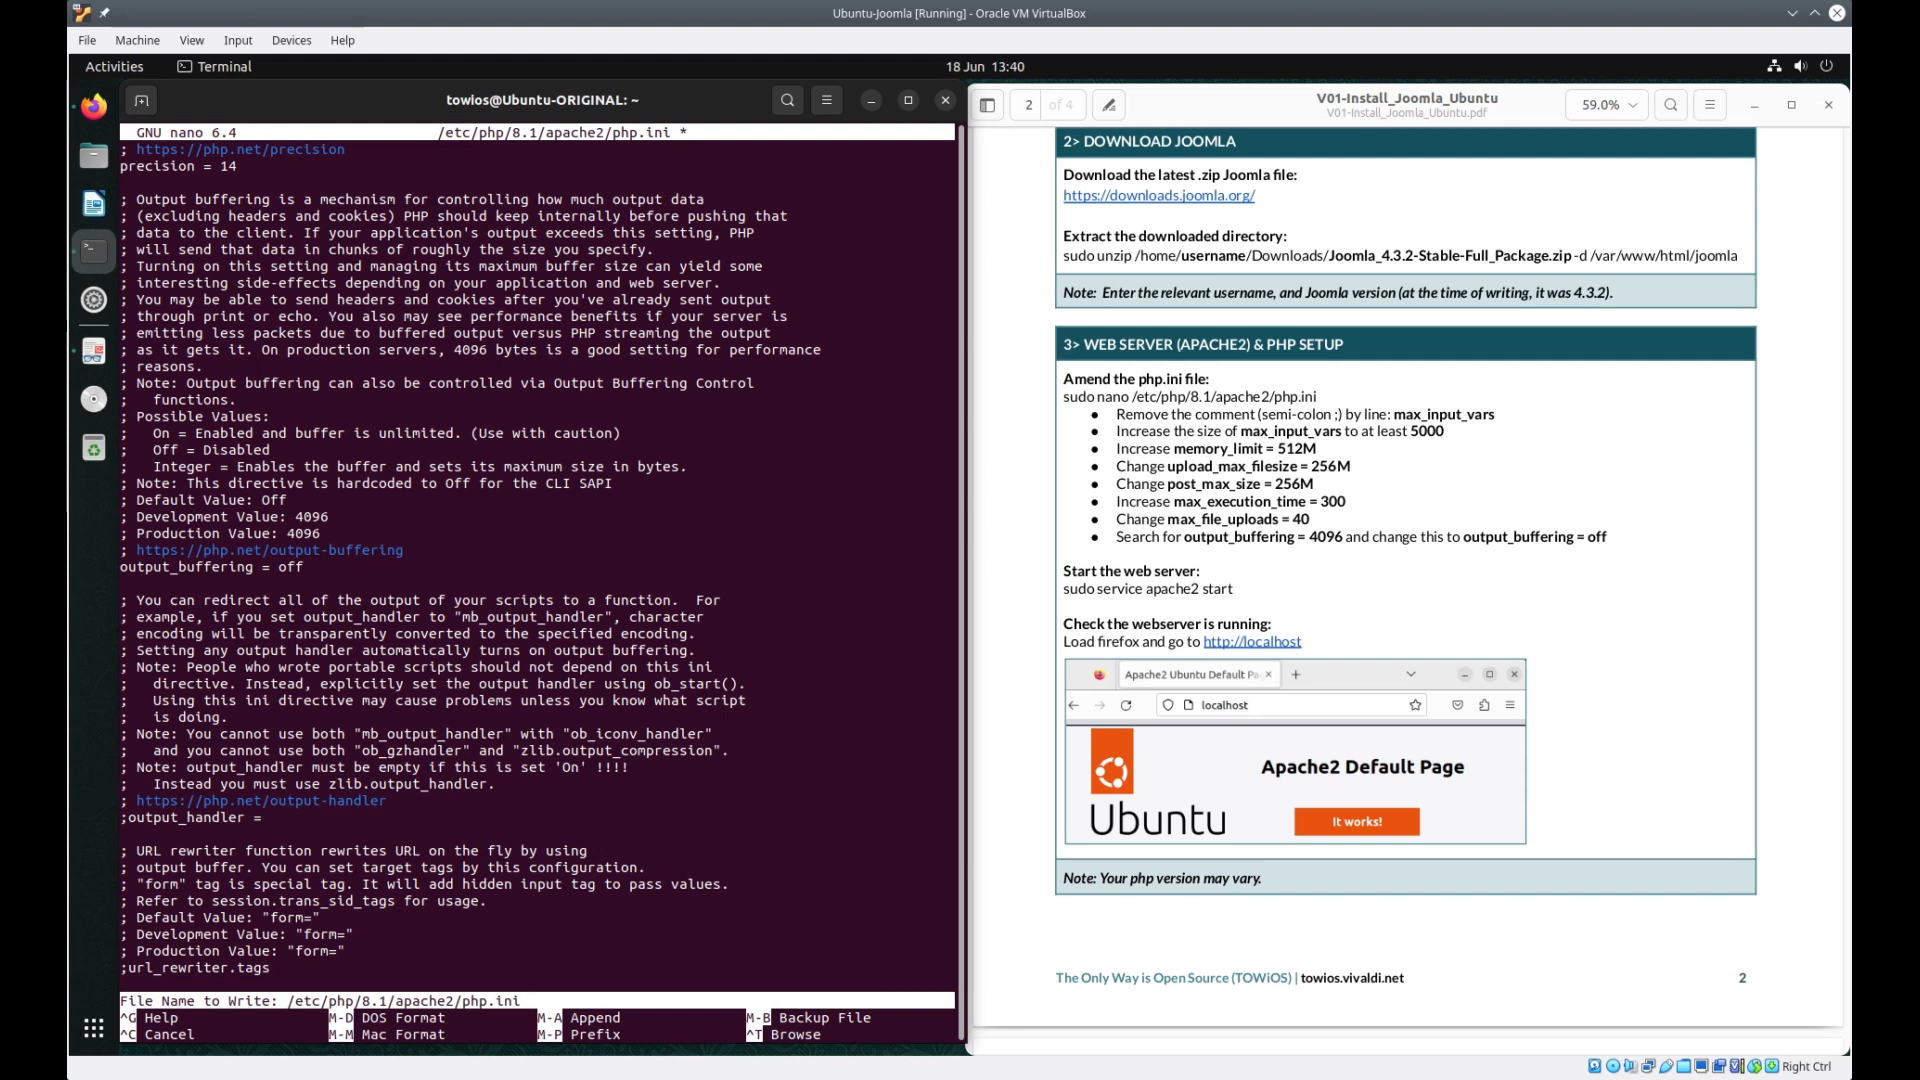 Ubuntu-Joomla [Running] - Oracle VM VirtualBox
File Machine View Input Devices Help
Activities Terminal 18 Jun 13:40
towios@Ubuntu-ORIGINAL: ~
GNU nano 6.4 /etc/php/8.1/apache2/php.ini *
; https://php.net/precision
precision = 14
; Output buffering is a mechanism for controlling how much output data
; (excluding headers and cookies) PHP should keep internally before pushing that
; data to the client. If your application's output exceeds this setting, PHP
; will send that data in chunks of roughly the size you specify.
; Turning on this setting and managing its maximum buffer size can yield some
; interesting side-effects depending on your application and web server.
; You may be able to send headers and cookies after you've already sent output
; through print or echo. You also may see performance benefits if your server is
; emitting less packets due to buffered output versus PHP streaming the output
; as it gets it. On production servers, 4096 bytes is a good setting for performance
; reasons.
; Note: Output buffering can also be controlled via Output Buffering Control
;   functions.
; Possible Values:
;   On = Enabled and buffer is unlimited. (Use with caution)
;   Off = Disabled
;   Integer = Enables the buffer and sets its maximum size in bytes.
; Note: This directive is hardcoded to Off for the CLI SAPI
; Default Value: Off
; Development Value: 4096
; Production Value: 4096
; https://php.net/output-buffering
output_buffering = off
; You can redirect all of the output of your scripts to a function.  For
; example, if you set output_handler to "mb_output_handler", character
; encoding will be transparently converted to the specified encoding.
; Setting any output handler automatically turns on output buffering.
; Note: People who wrote portable scripts should not depend on this ini
;   directive. Instead, explicitly set the output handler using ob_start().
;   Using this ini directive may cause problems unless you know what script
;   is doing.
; Note: You cannot use both "mb_output_handler" with "ob_iconv_handler"
;   and you cannot use both "ob_gzhandler" and "zlib.output_compression".
; Note: output_handler must be empty if this is set 'On' !!!!
;   Instead you must use zlib.output_handler.
; https://php.net/output-handler
;output_handler =
; URL rewriter function rewrites URL on the fly by using
; output buffer. You can set target tags by this configuration.
; "form" tag is special tag. It will add hidden input tag to pass values.
; Refer to session.trans_sid_tags for usage.
; Default Value: "form="
; Development Value: "form="
; Production Value: "form="
;url_rewriter.tags
File Name to Write: /etc/php/8.1/apache2/php.ini
^G Help M-D DOS Format M-A Append M-B Backup File
^C Cancel M-M Mac Format M-P Prefix ^T Browse
2 of 4
V01-Install_Joomla_Ubuntu
V01-Install_Joomla_Ubuntu.pdf
59.0%
2> DOWNLOAD JOOMLA
Download the latest .zip Joomla file:
https://downloads.joomla.org/
Extract the downloaded directory:
sudo unzip /home/username/Downloads/Joomla_4.3.2-Stable-Full_Package.zip -d /var/www/html/joomla
Note: Enter the relevant username, and Joomla version (at the time of writing, it was 4.3.2).
3> WEB SERVER (APACHE2) & PHP SETUP
Amend the php.ini file:
sudo nano /etc/php/8.1/apache2/php.ini
● Remove the comment (semi-colon ;) by line: max_input_vars
● Increase the size of max_input_vars to at least 5000
● Increase memory_limit = 512M
● Change upload_max_filesize = 256M
● Change post_max_size = 256M
● Increase max_execution_time = 300
● Change max_file_uploads = 40
● Search for output_buffering = 4096 and change this to output_buffering = off
Start the web server:
sudo service apache2 start
Check the webserver is running:
Load firefox and go to http://localhost
Apache2 Ubuntu Default Pa
localhost
Apache2 Default Page
Ubuntu
It works!
Note: Your php version may vary.
The Only Way is Open Source (TOWiOS) | towios.vivaldi.net 2
Right Ctrl